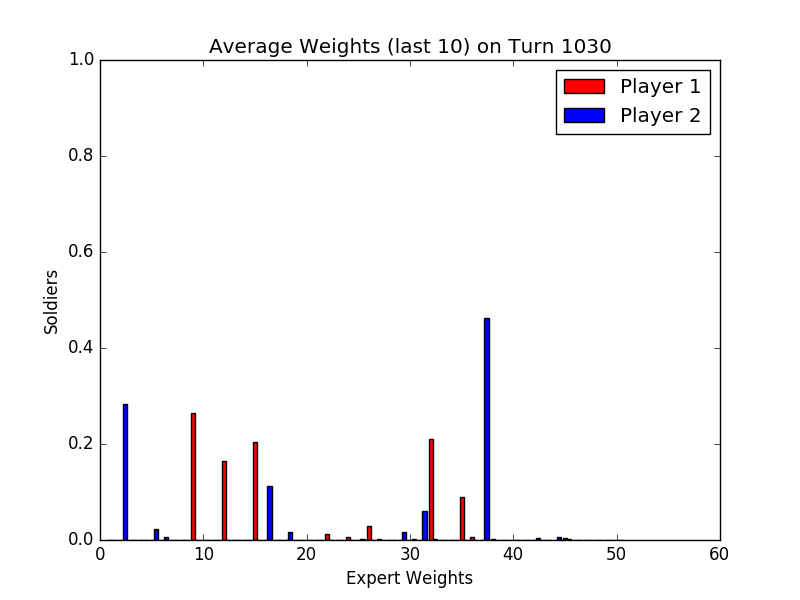 Average Weights (last 10) on Turn 1030
1.0
Player 1
Player 2
0.8
0.6
Soldiers
0.4
0.2
0.0
0 10 20 30 40 50 60
Expert Weights